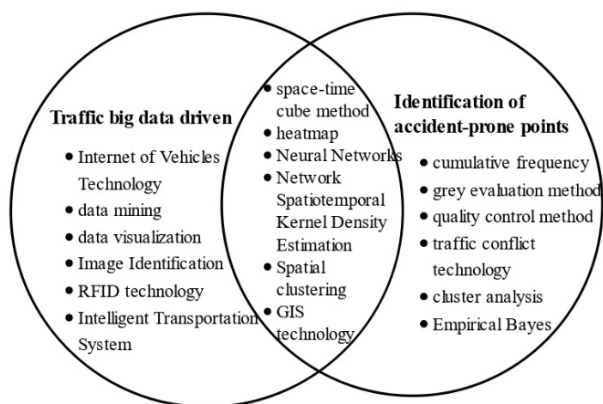 Traffic big data driven
• Internet of Vehicles
Technology
• data mining
• data visualization
• Image Identification
• RFID technology
• Intelligent Transportation
System
• space-time
cube method
• heatmap
• Neural Networks
• Network
Spatiotemporal
Kernel Density
Estimation
• Spatial
clustering
• GIS
technology
Identification of
accident-prone points
• cumulative frequency
• grey evaluation method
• quality control method
• traffic conflict
technology
• cluster analysis
• Empirical Bayes